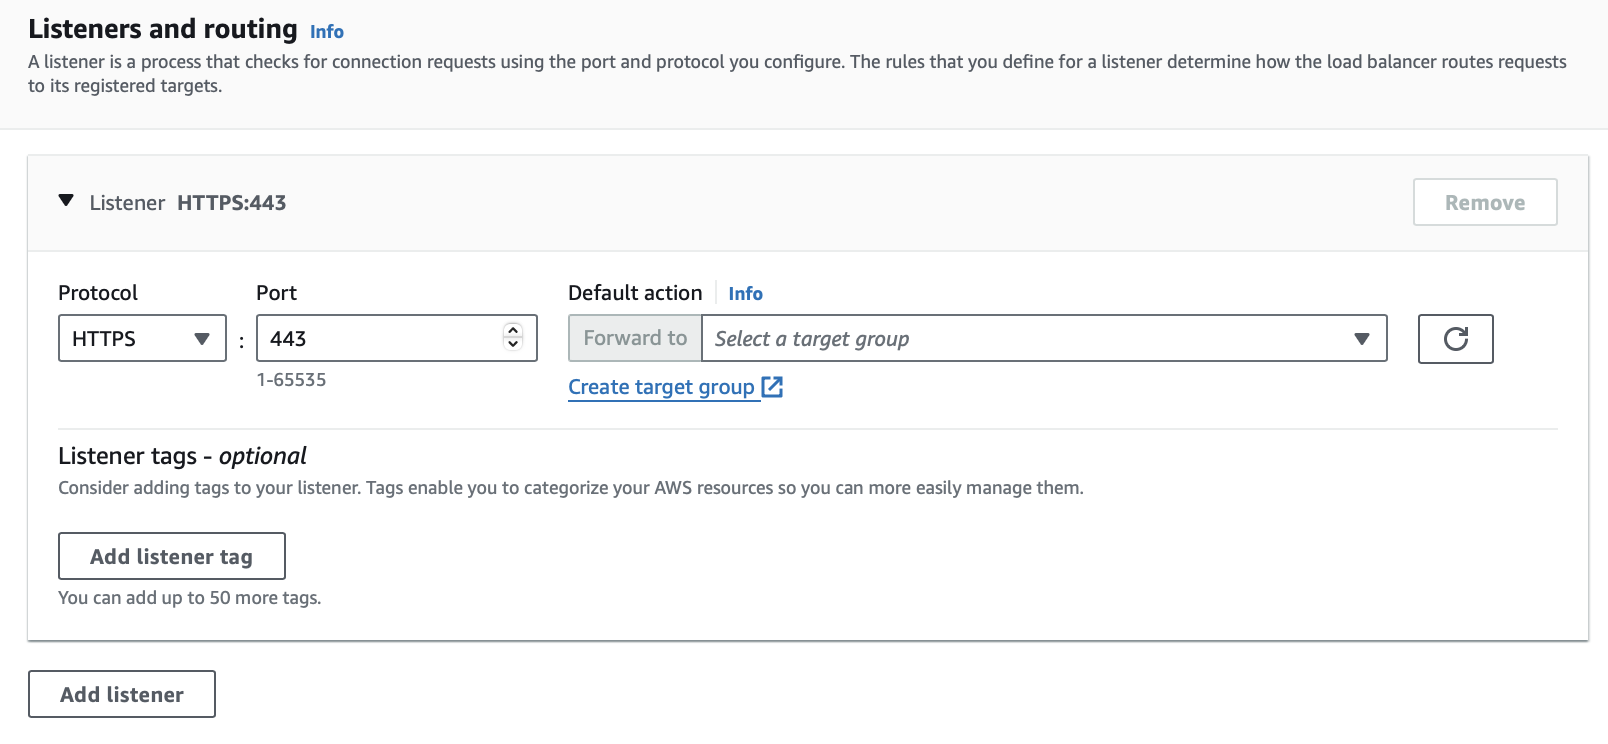 Listeners and routing Info
A listener is a process that checks for connection requests using the port and protocol you configure. The rules that you define for a listener determine how the load balancer routes requests
to its registered targets.
Listener HTTPS:443
Remove
Protocol
Port
Default action
Info
HTTPS
:
443
Forward to
Select a target group
1-65535
Create target group
Listener tags - optional
Consider adding tags to your listener. Tags enable you to categorize your AWS resources so you can more easily manage them.
Add listener tag
You can add up to 50 more tags.
Add listener